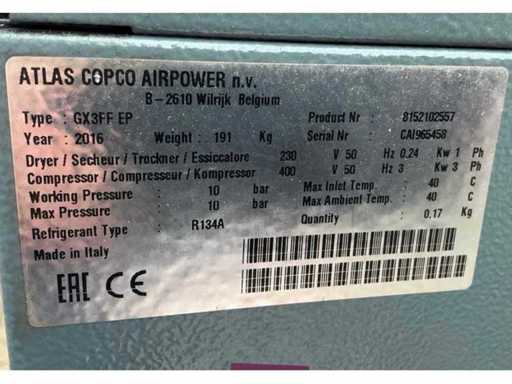 ATLAS COPCO AIRPOWER n.v.
B-2610 Wilrijk Belgium
Type : GX3FF EP Product Nr : 8152102557
Year : 2016 Weight : 191 Kg Serial Nr : CAI965458
Dryer / Secheur / Trockner / Essiccatore 230 V 50 Hz 0.24 Kw 1 Ph
Compressor / Compresseur / Kompressor 400 V 50 Hz 3 Kw 3 Ph
Working Pressure : 10 bar Max Inlet Temp. : 40 C
Max Pressure : 10 bar Max Ambient Temp. : 40 C
Refrigerant Type : R134A Quantity : 0,17 Kg
Made in Italy
EAC CE